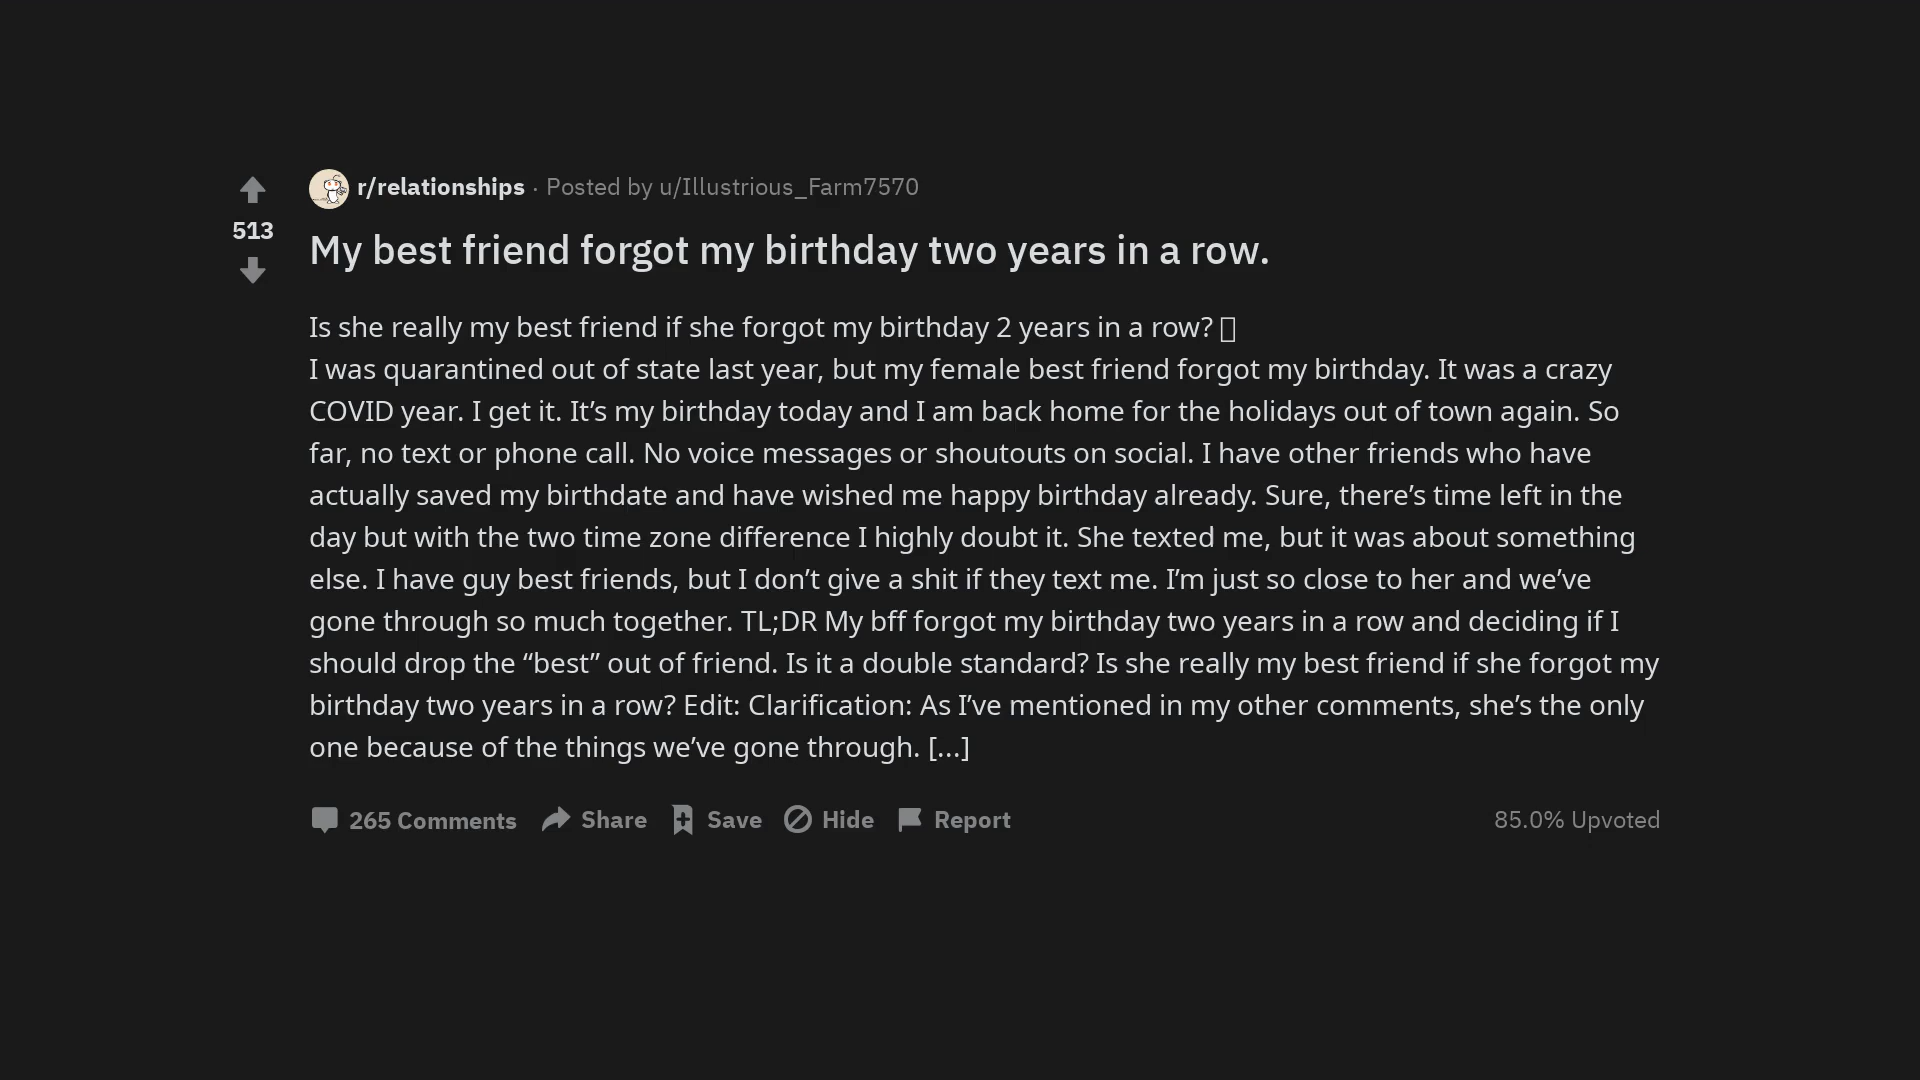 r/relationships · Posted by u/Illustrious_Farm7570
513
My best friend forgot my birthday two years in a row.
Is she really my best friend if she forgot my birthday 2 years in a row? 
I was quarantined out of state last year, but my female best friend forgot my birthday. It was a crazy
COVID year. I get it. It’s my birthday today and I am back home for the holidays out of town again. So
far, no text or phone call. No voice messages or shoutouts on social. I have other friends who have
actually saved my birthdate and have wished me happy birthday already. Sure, there’s time left in the
day but with the two time zone difference I highly doubt it. She texted me, but it was about something
else. I have guy best friends, but I don’t give a shit if they text me. I’m just so close to her and we’ve
gone through so much together. TL;DR My bff forgot my birthday two years in a row and deciding if I
should drop the “best” out of friend. Is it a double standard? Is she really my best friend if she forgot my
birthday two years in a row? Edit: Clarification: As I’ve mentioned in my other comments, she’s the only
one because of the things we’ve gone through. [...]
265 Comments Share Save Hide Report 85.0% Upvoted